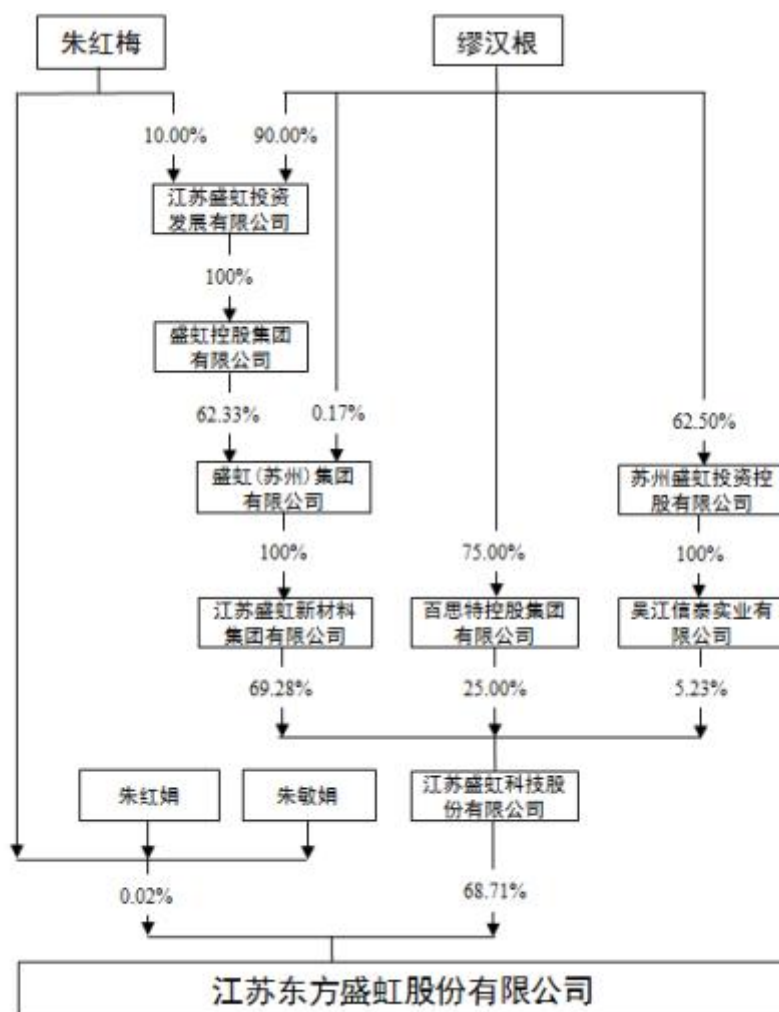 朱红梅
缪汉根
10.00%
90.00%
江苏盛虹投资
发展有限公司
100%
盛虹控股集团
有限公司
62.33%
0.17%
62.50%
盛虹(苏州)集团
有限公司
苏州盛虹投资控
股有限公司
100%
75.00%
100%
江苏盛虹新材料
集团有限公司
百思特控股集团
有限公司
吴江信泰实业有
限公司
69.28%
25.00%
5.23%
朱红娟
朱敏娟
江苏盛虹科技股
份有限公司
0.02%
68.71%
江苏东方盛虹股份有限公司